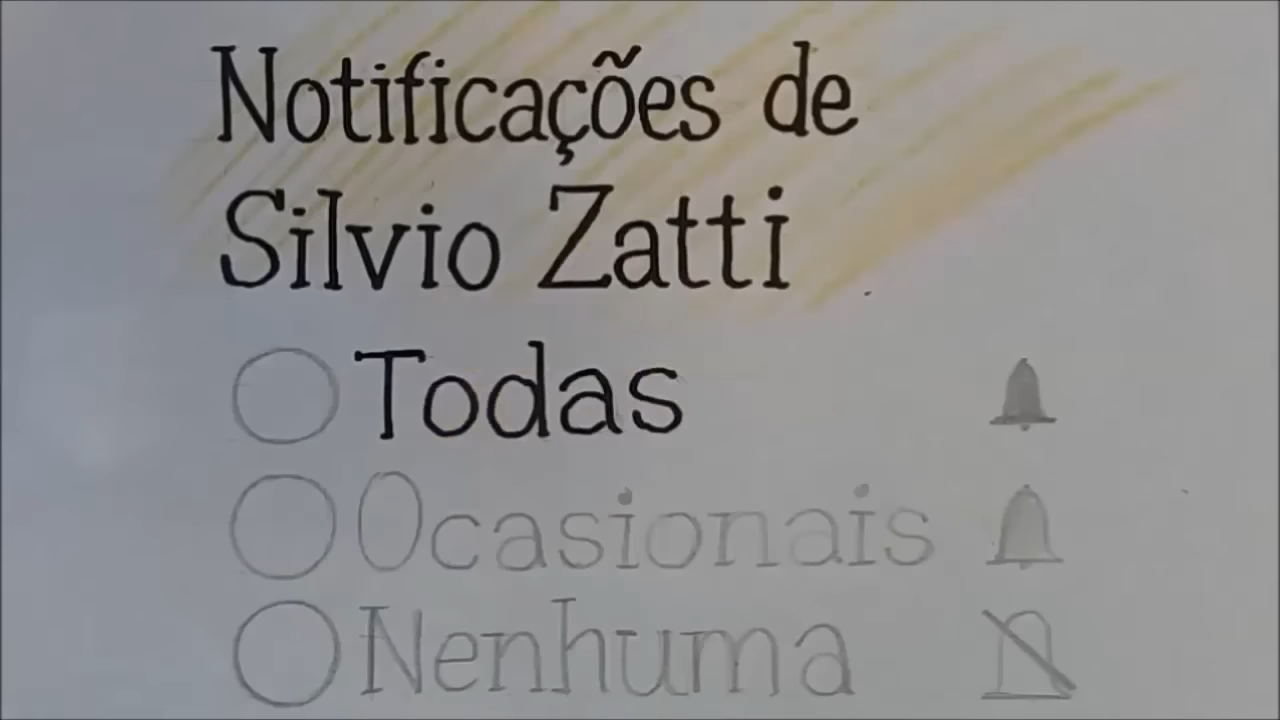 Notificações de
Silvio Zatti
Todas
Ocasionais
Nenhuma